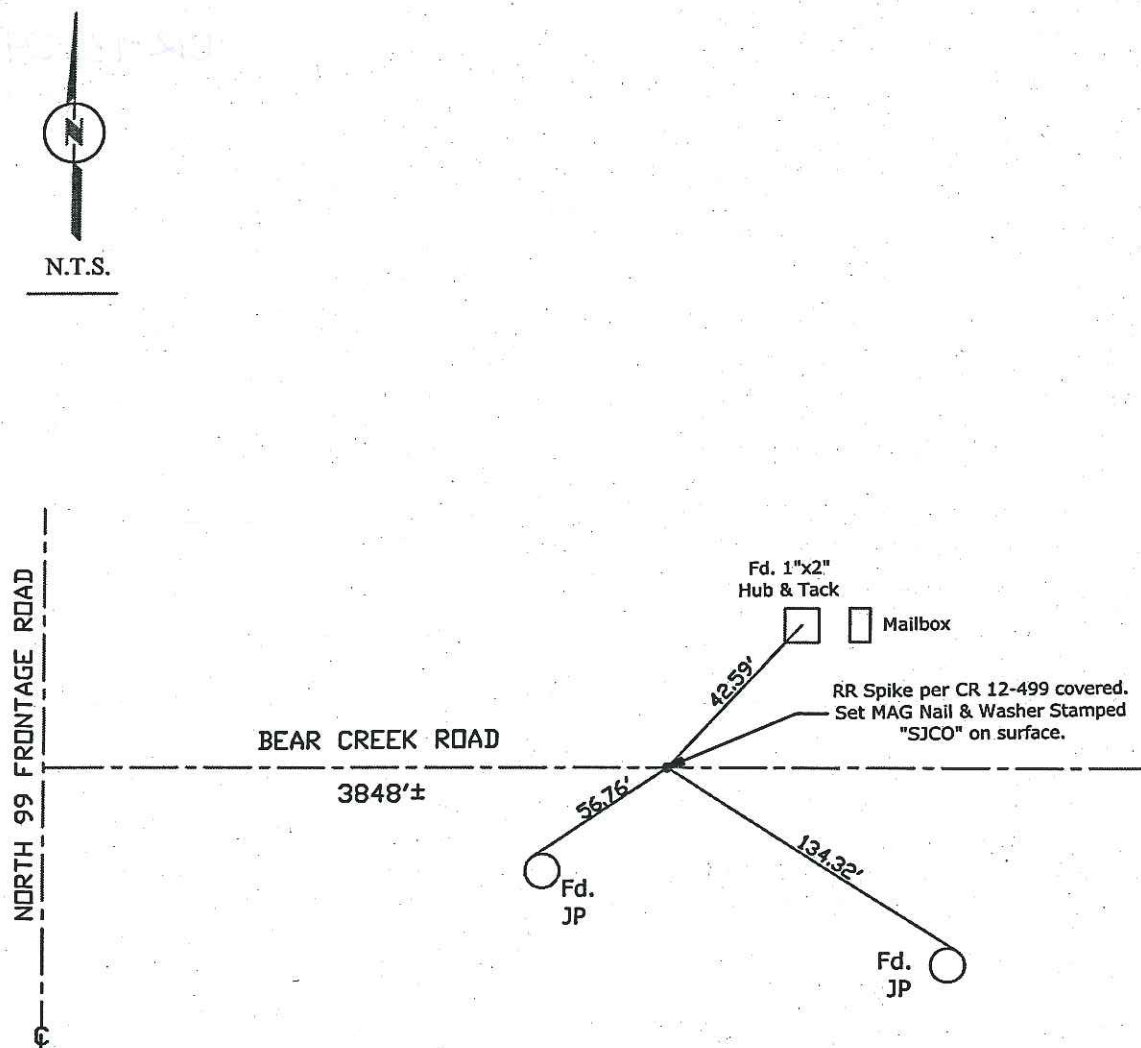 N
N.T.S.
Fd. 1"x2"
Hub & Tack
Mailbox
42.59'
RR Spike per CR 12-499 covered.
Set MAG Nail & Washer Stamped
"SJCO" on surface.
BEAR CREEK ROAD
3848'±
NORTH 99 FRONTAGE ROAD
56.76'
134.32'
Fd.
JP
Fd.
JP
℄